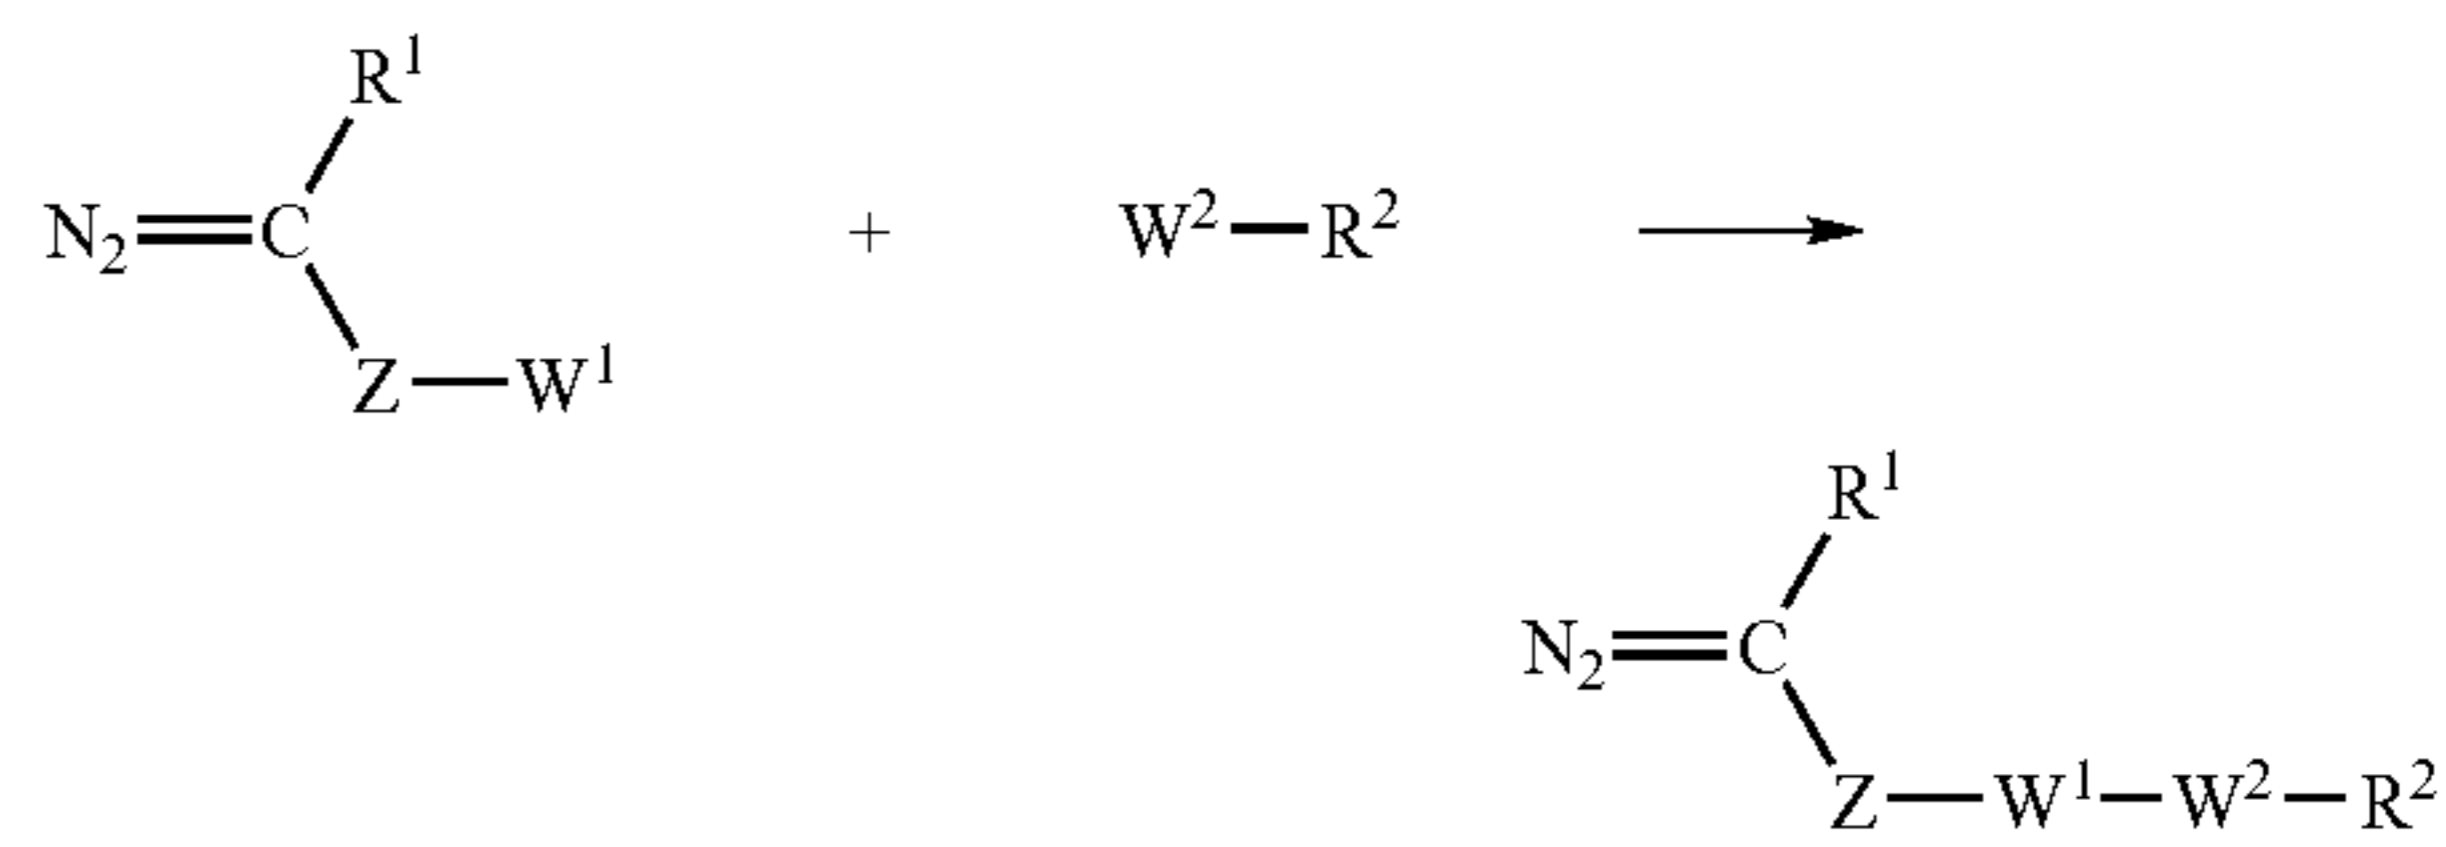 R¹
N₂=C + W²—R²
Z—W¹
R¹
N₂=C
Z—W¹—W²—R²